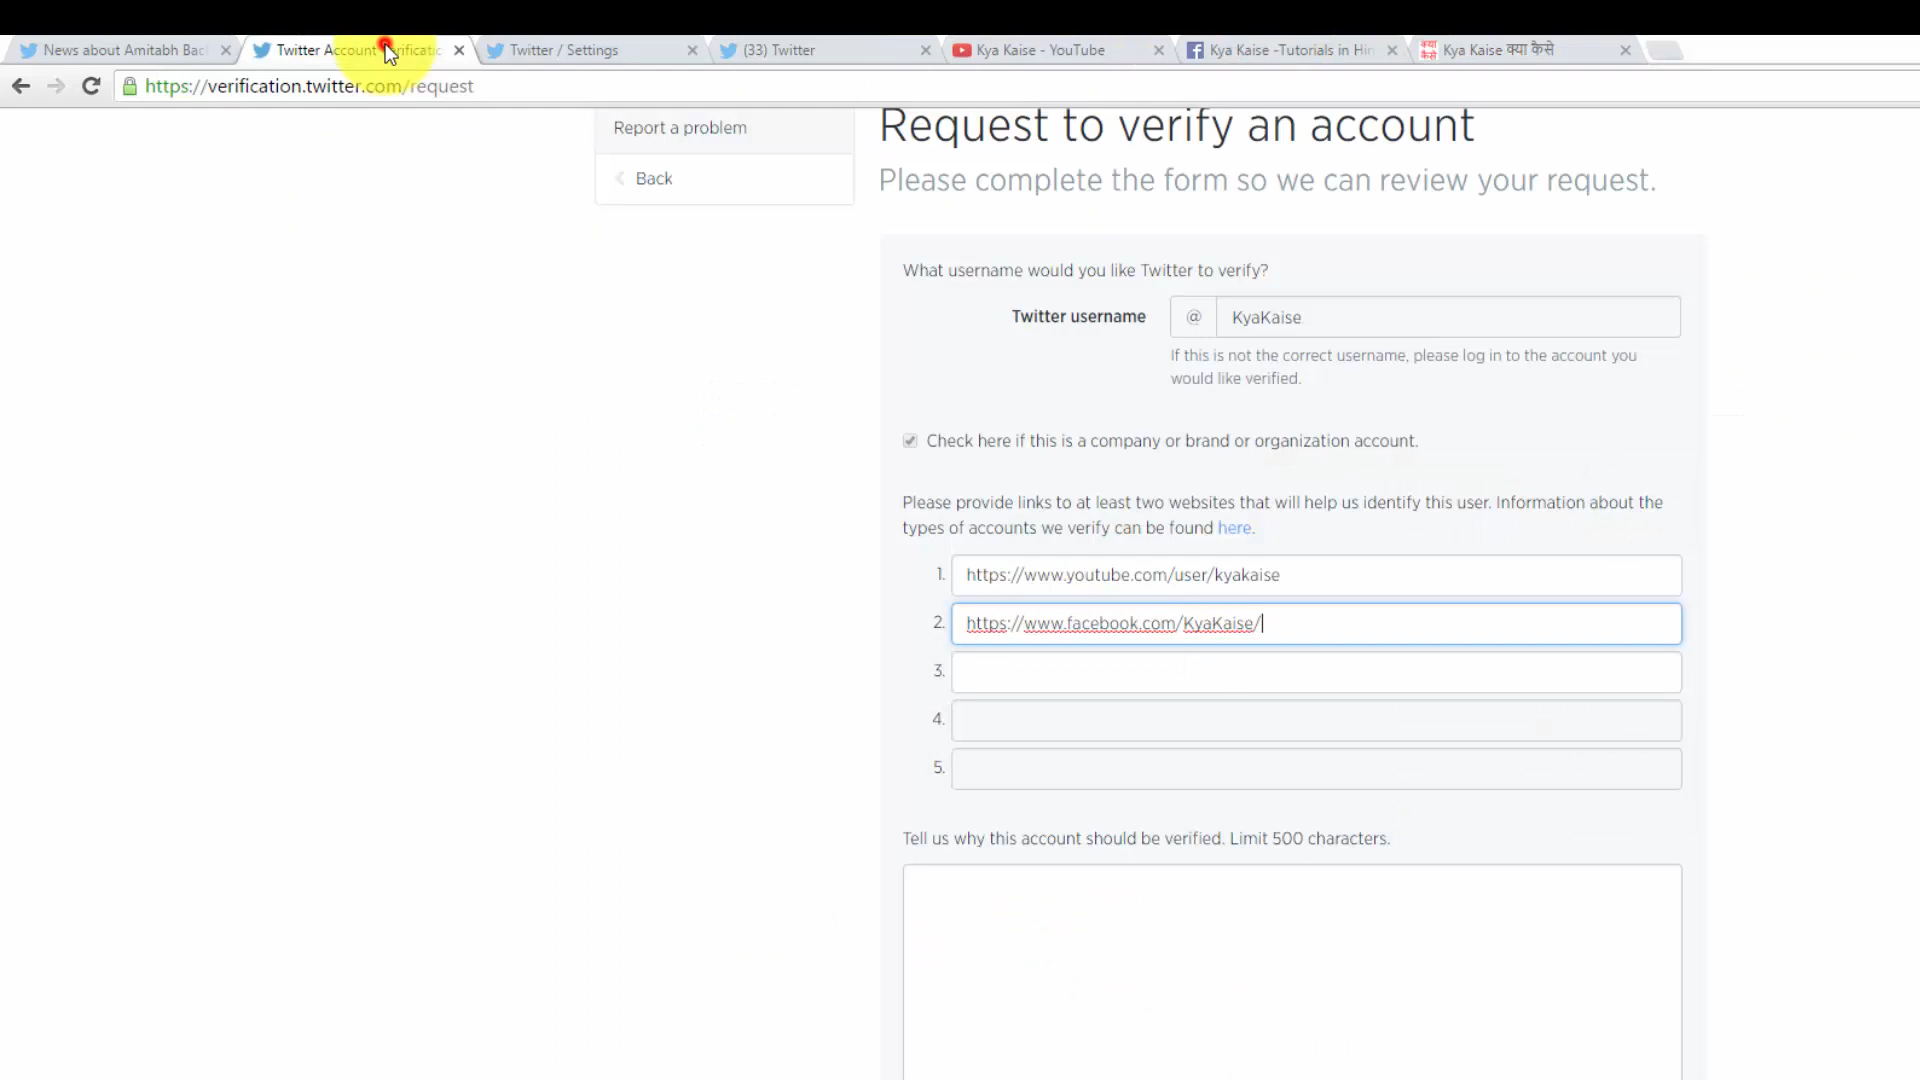 News about Amitabh Bac
Twitter Account Verificatio
Twitter / Settings
(33) Twitter
Kya Kaise - YouTube
Kya Kaise -Tutorials in Hin
क्या कैसे
Kya Kaise क्या कैसे
https://verification.twitter.com/request
Report a problem
Back
Request to verify an account
Please complete the form so we can review your request.
What username would you like Twitter to verify?
Twitter username @ KyaKaise
If this is not the correct username, please log in to the account you
would like verified.
Check here if this is a company or brand or organization account.
Please provide links to at least two websites that will help us identify this user. Information about the
types of accounts we verify can be found here.
1. https://www.youtube.com/user/kyakaise
2. https://www.facebook.com/KyaKaise/
3.
4.
5.
Tell us why this account should be verified. Limit 500 characters.